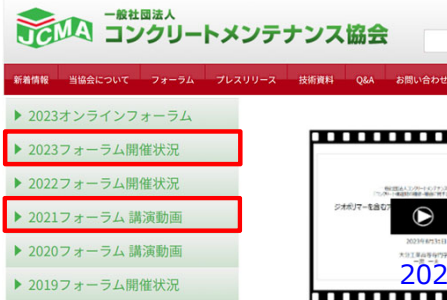 JCMA
一般社団法人
コンクリートメンテナンス協会
新着情報 当協会について フォーラム プレスリリース 技術資料 Q&A お問い合わせ
2023オンラインフォーラム
2023フォーラム開催状況
2022フォーラム開催状況
2021フォーラム 講演動画
2020フォーラム 講演動画
2019フォーラム開催状況
ジオポリマーを含む
202